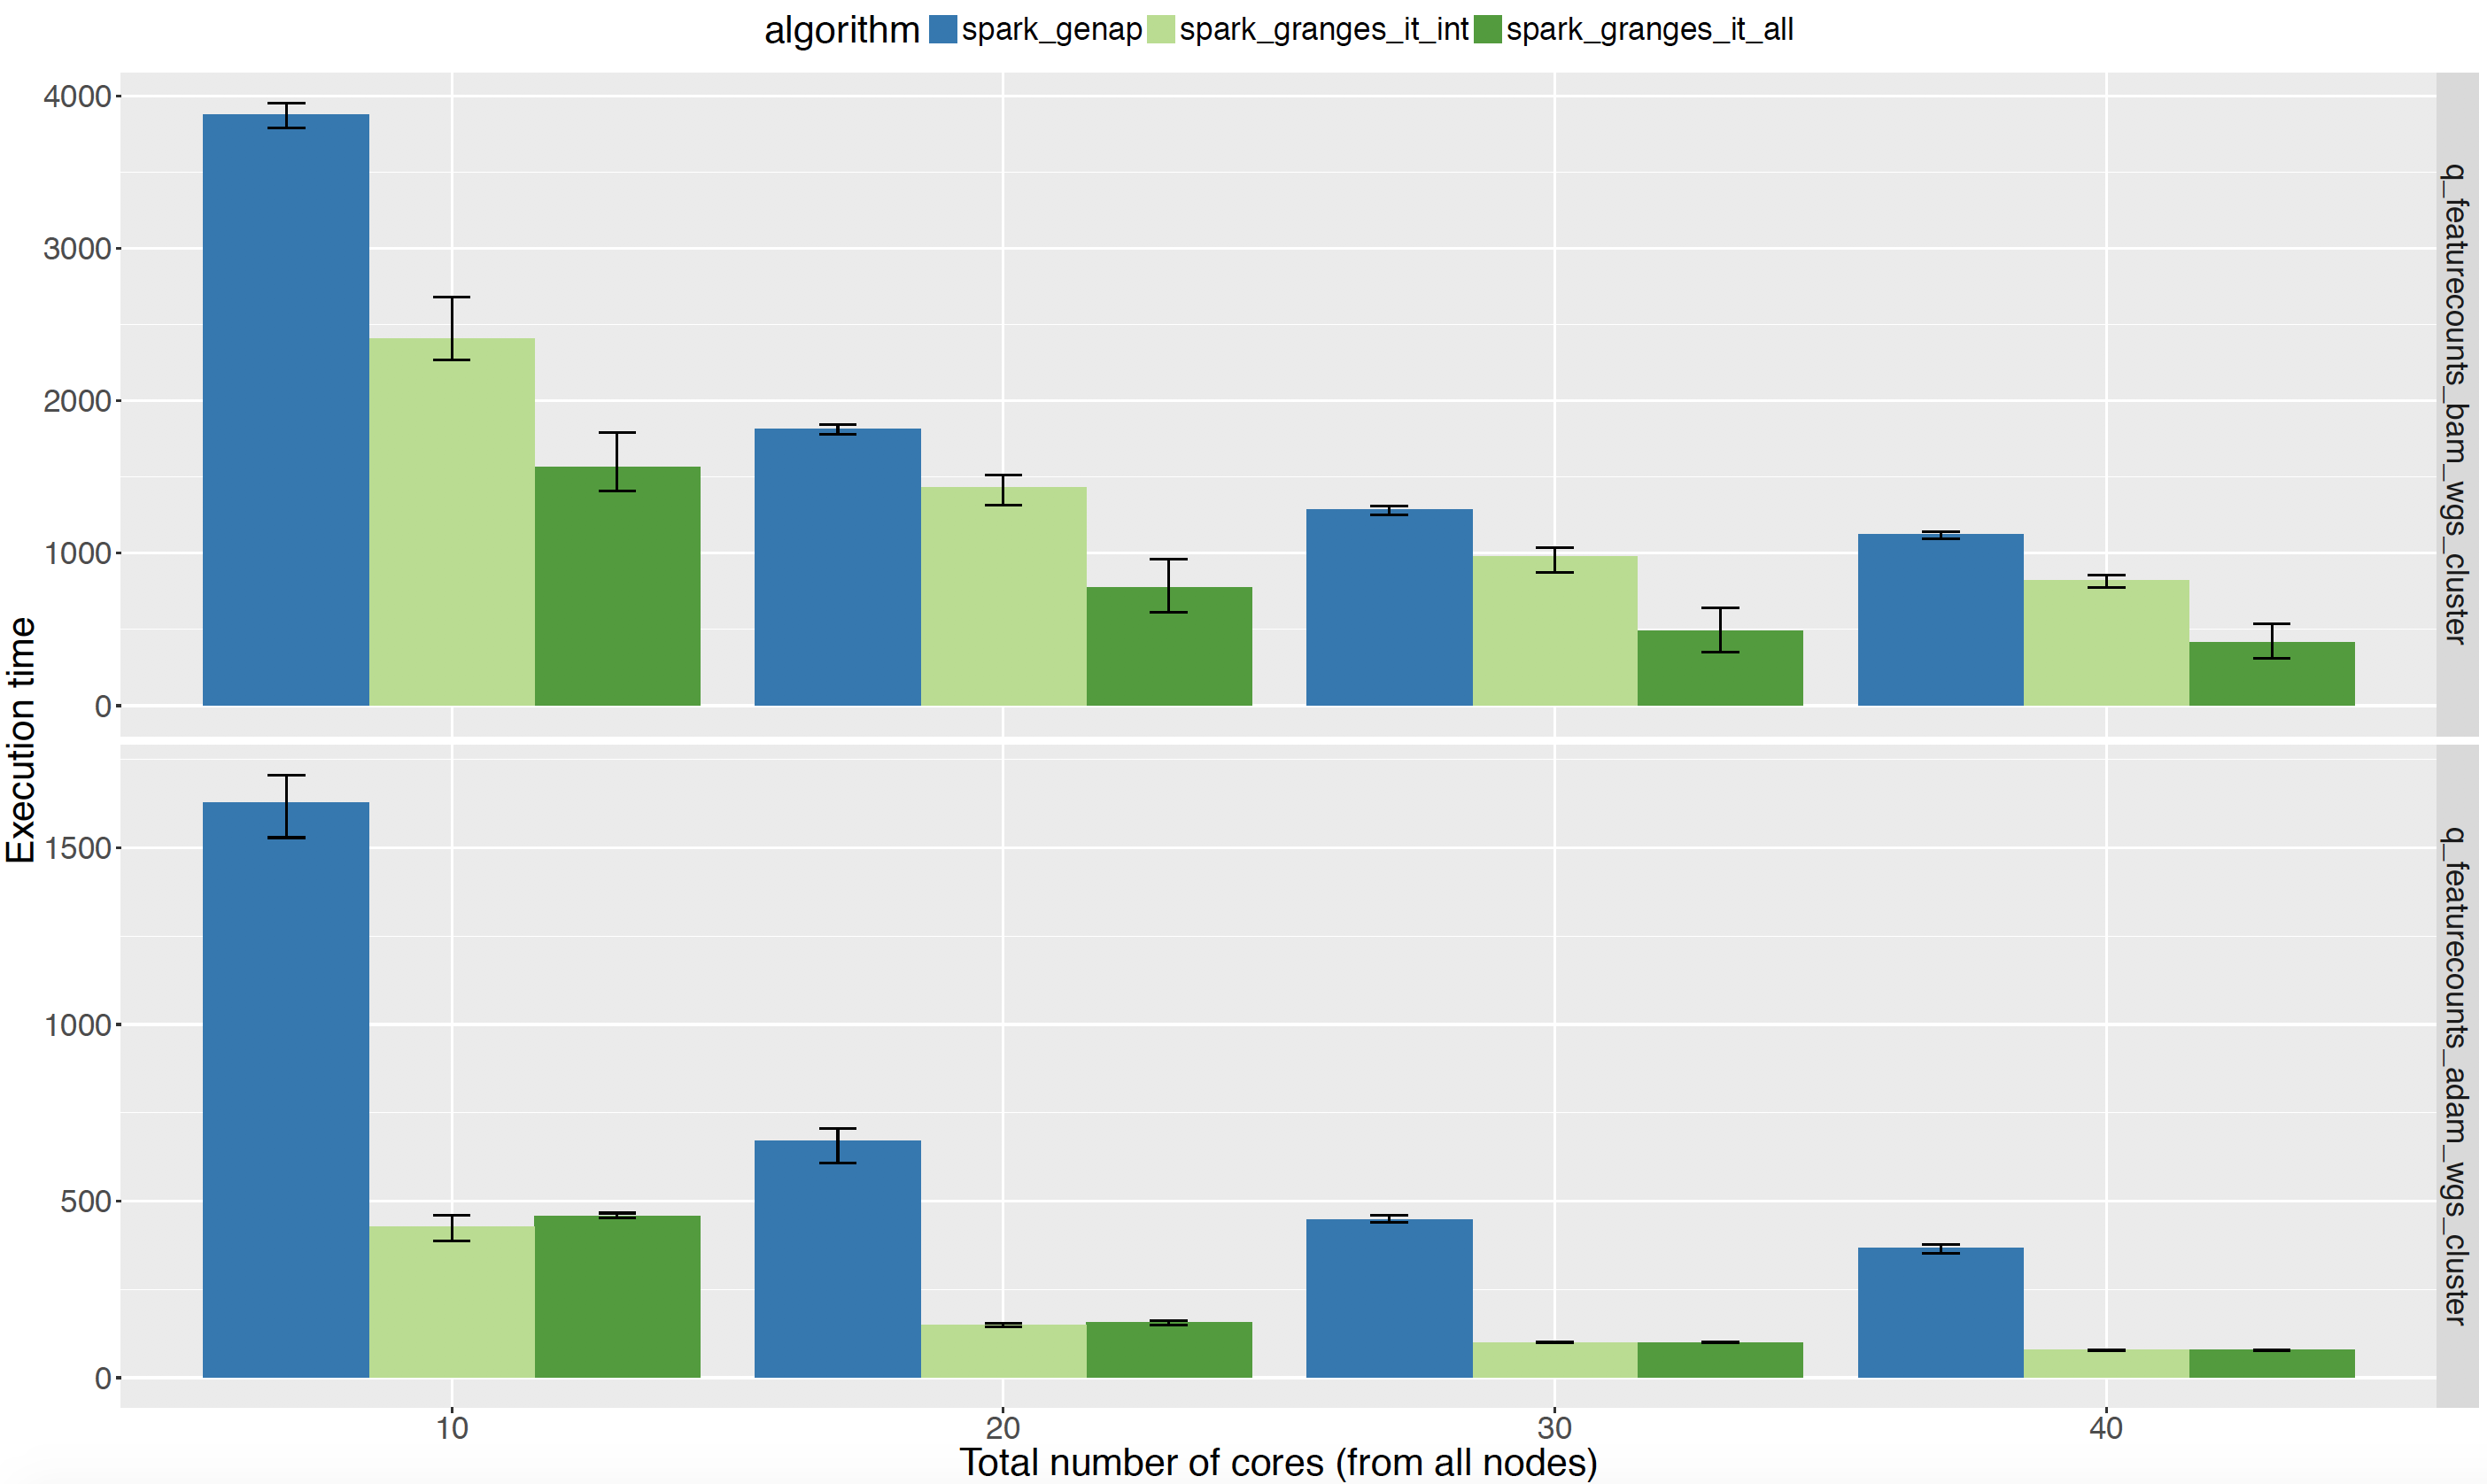 algorithm spark_genap spark_granges_it_int spark_granges_it_all
Execution time
4000
3000
2000
1000
0
q_featurecounts_bam_wgs_cluster
1500
1000
500
0
q_featurecounts_adam_wgs_cluster
10 20 30 40
Total number of cores (from all nodes)